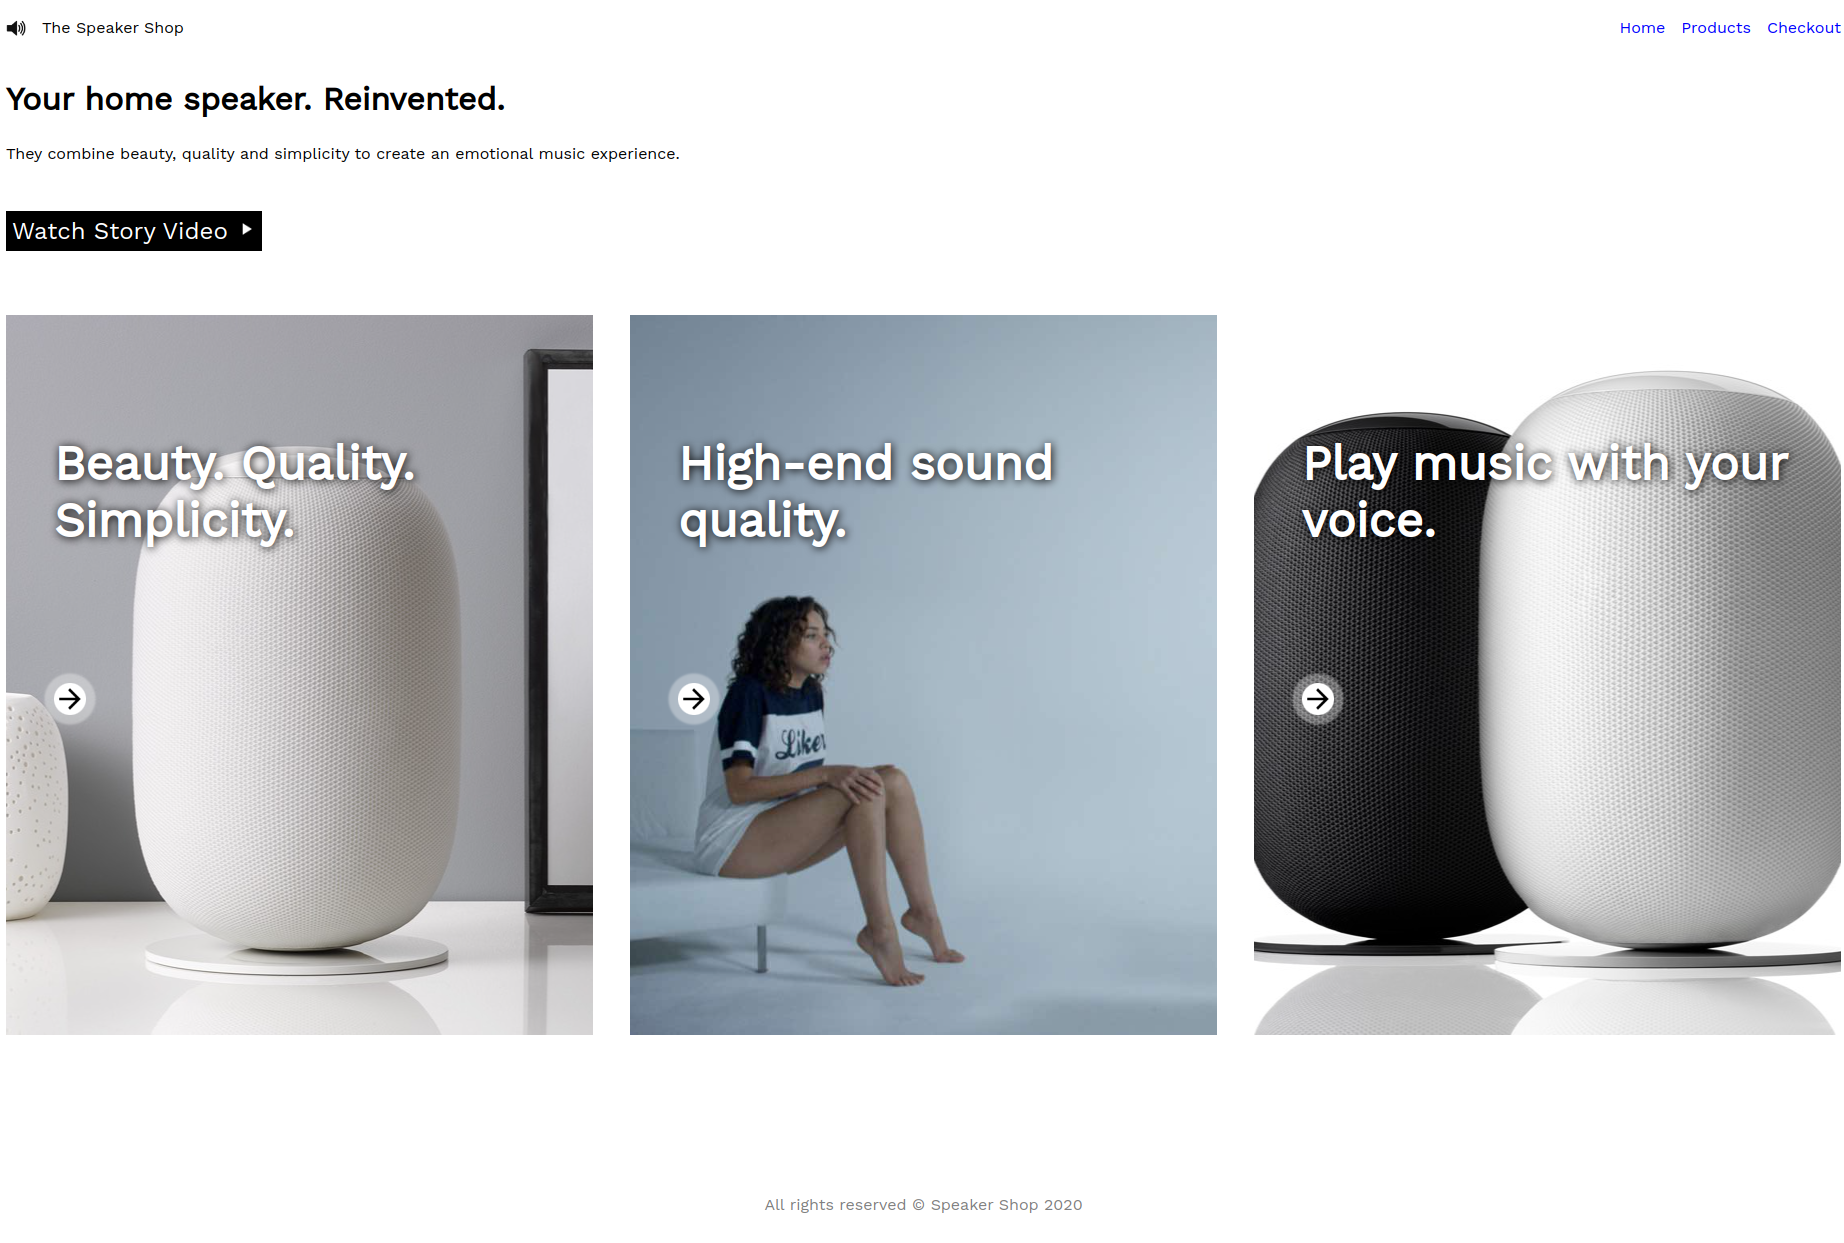 The Speaker Shop
Home Products Checkout
Your home speaker. Reinvented.
They combine beauty, quality and simplicity to create an emotional music experience.
Watch Story Video
Beauty. Quality.
Simplicity.
High-end sound
quality.
Liker
Play music with your
voice.
All rights reserved © Speaker Shop 2020